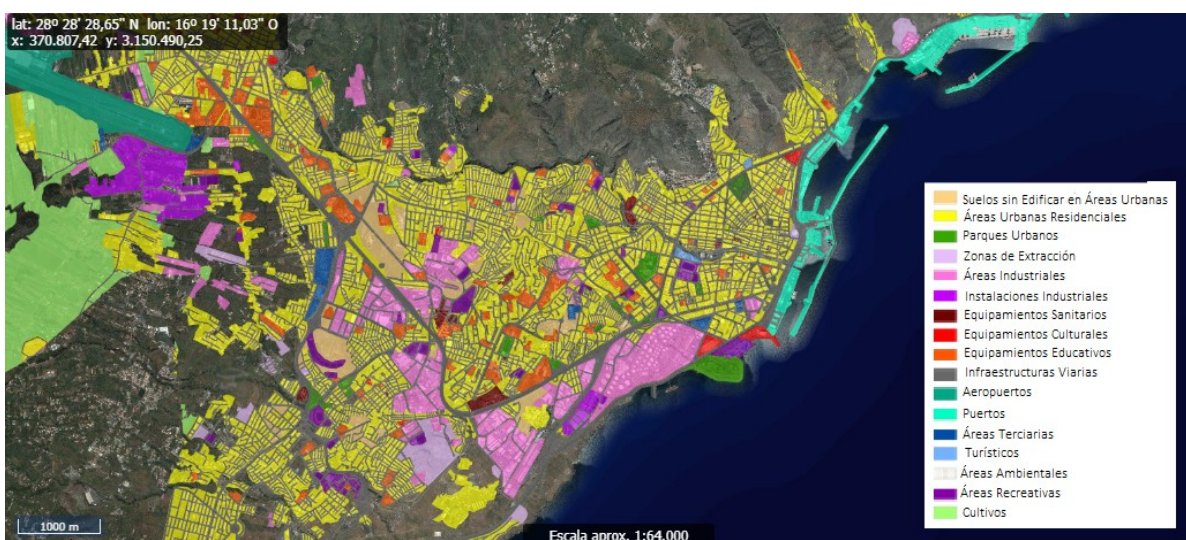 lat: 28º 28' 28,65" N lon: 16º 19' 11,03" O
x: 370.807,42 y: 3.150.490,25
Suelos sin Edificar en Áreas Urbanas
Áreas Urbanas Residenciales
Parques Urbanos
Zonas de Extracción
Áreas Industriales
Instalaciones Industriales
Equipamientos Sanitarios
Equipamientos Culturales
Equipamientos Educativos
Infraestructuras Viarias
Aeropuertos
Puertos
Áreas Terciarias
Turísticos
Áreas Ambientales
Áreas Recreativas
Cultivos
1000 m
Escala aprox. 1:64.000